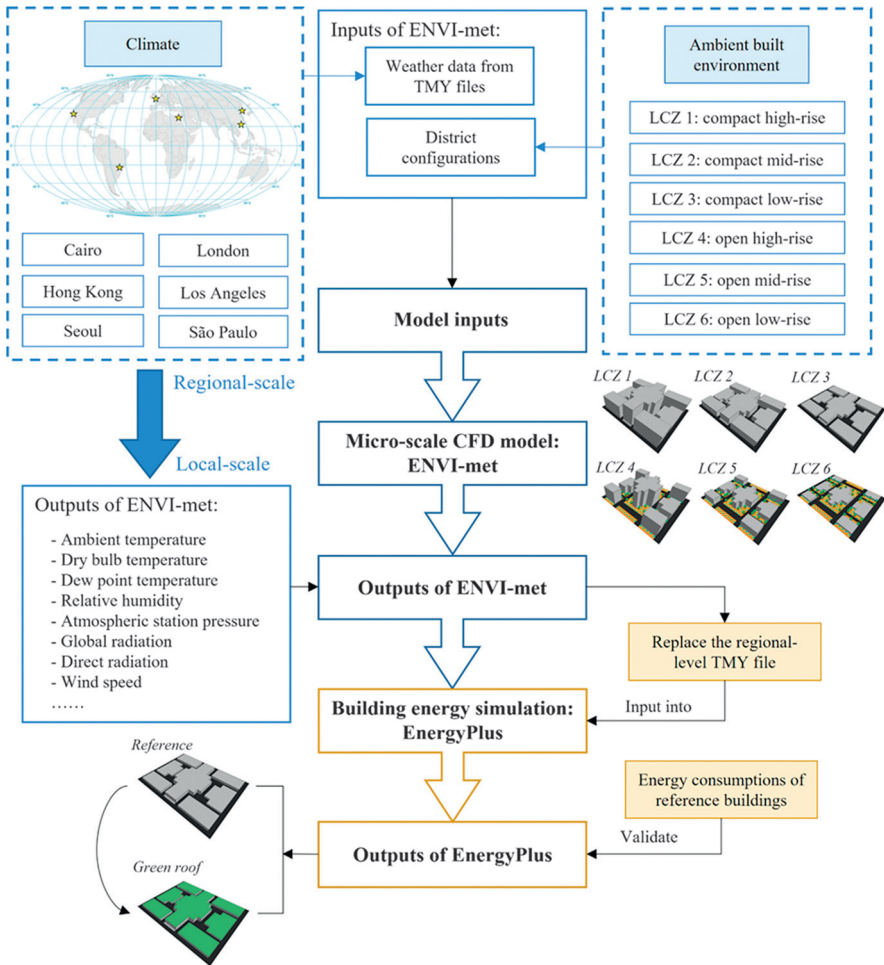 Climate
Cairo
London
Hong Kong
Los Angeles
Seoul
São Paulo
Inputs of ENVI-met:
Weather data from
TMY files
District
configurations
Ambient built
environment
LCZ 1: compact high-rise
LCZ 2: compact mid-rise
LCZ 3: compact low-rise
LCZ 4: open high-rise
LCZ 5: open mid-rise
LCZ 6: open low-rise
Model inputs
Regional-scale
Local-scale
Micro-scale CFD model:
ENVI-met
LCZ 1
LCZ 2
LCZ 3
LCZ 4
LCZ 5
LCZ 6
Outputs of ENVI-met:
- Ambient temperature
- Dry bulb temperature
- Dew point temperature
- Relative humidity
- Atmospheric station pressure
- Global radiation
- Direct radiation
- Wind speed
……
Outputs of ENVI-met
Replace the regional-
level TMY file
Input into
Building energy simulation:
EnergyPlus
Energy consumptions of
reference buildings
Validate
Outputs of EnergyPlus
Reference
Green roof